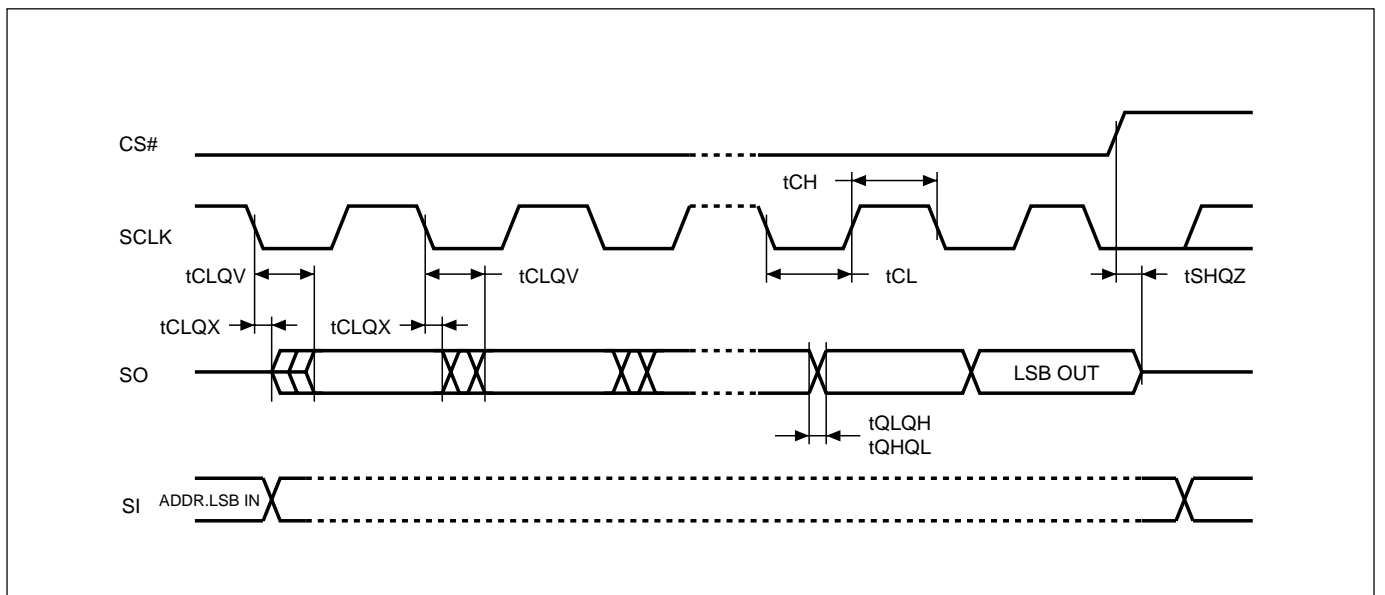 CS#
tCH
SCLK
tCLQV
tCLQV
tCL
tSHQZ
tCLQX
tCLQX
SO
LSB OUT
tQLQH
tQHQL
SI
ADDR.LSB IN